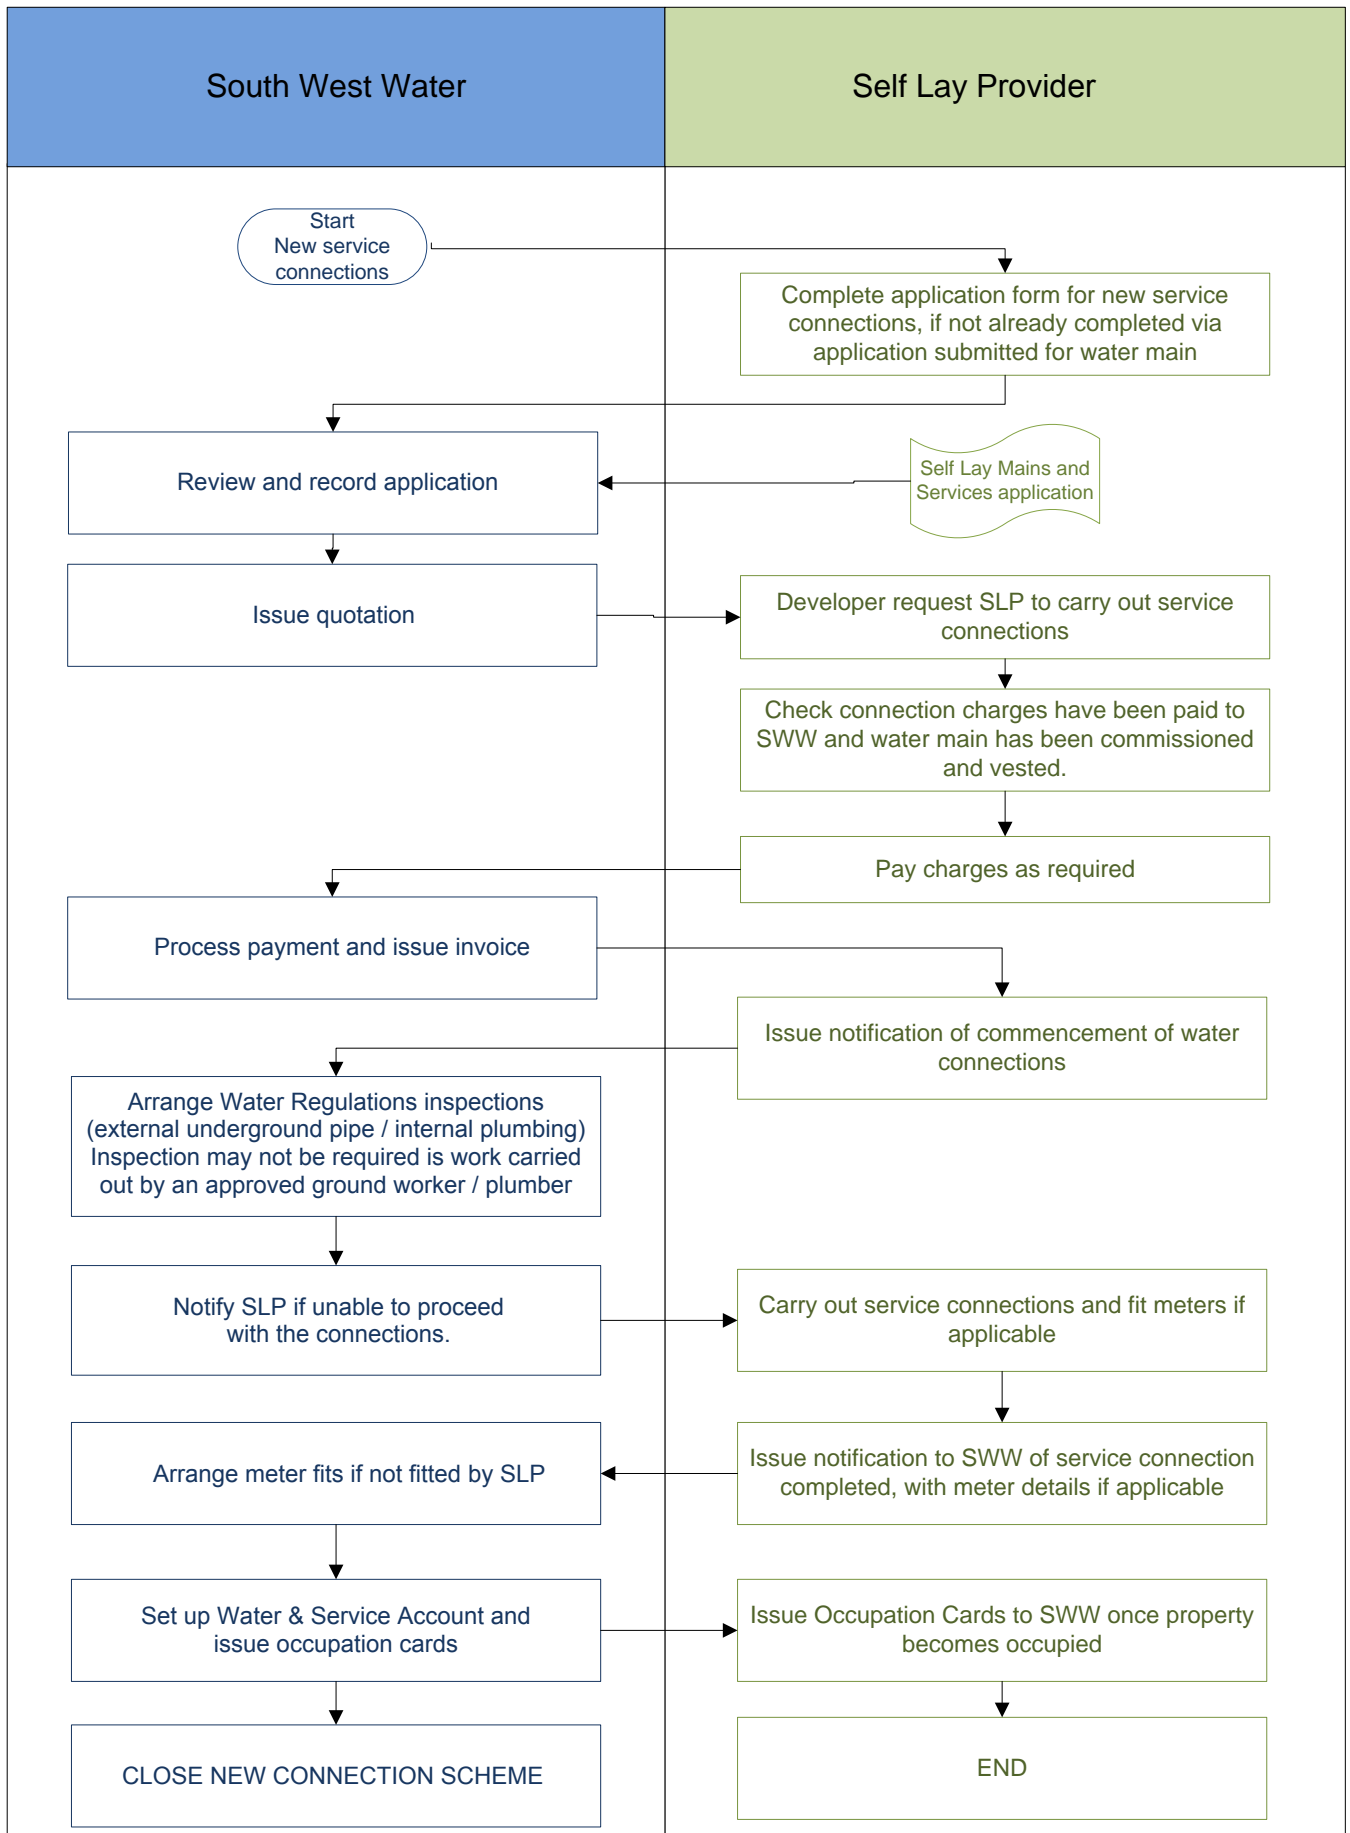 South West Water
Self Lay Provider
Start
New service
connections
Complete application form for new service
connections, if not already completed via
application submitted for water main
Review and record application
Self Lay Mains and
Services application
Issue quotation
Developer request SLP to carry out service
connections
Check connection charges have been paid to
SWW and water main has been commissioned
and vested.
Pay charges as required
Process payment and issue invoice
Issue notification of commencement of water
connections
Arrange Water Regulations inspections
(external underground pipe / internal plumbing)
Inspection may not be required is work carried
out by an approved ground worker / plumber
Notify SLP if unable to proceed
with the connections.
Carry out service connections and fit meters if
applicable
Arrange meter fits if not fitted by SLP
Issue notification to SWW of service connection
completed, with meter details if applicable
Set up Water & Service Account and
issue occupation cards
Issue Occupation Cards to SWW once property
becomes occupied
CLOSE NEW CONNECTION SCHEME
END